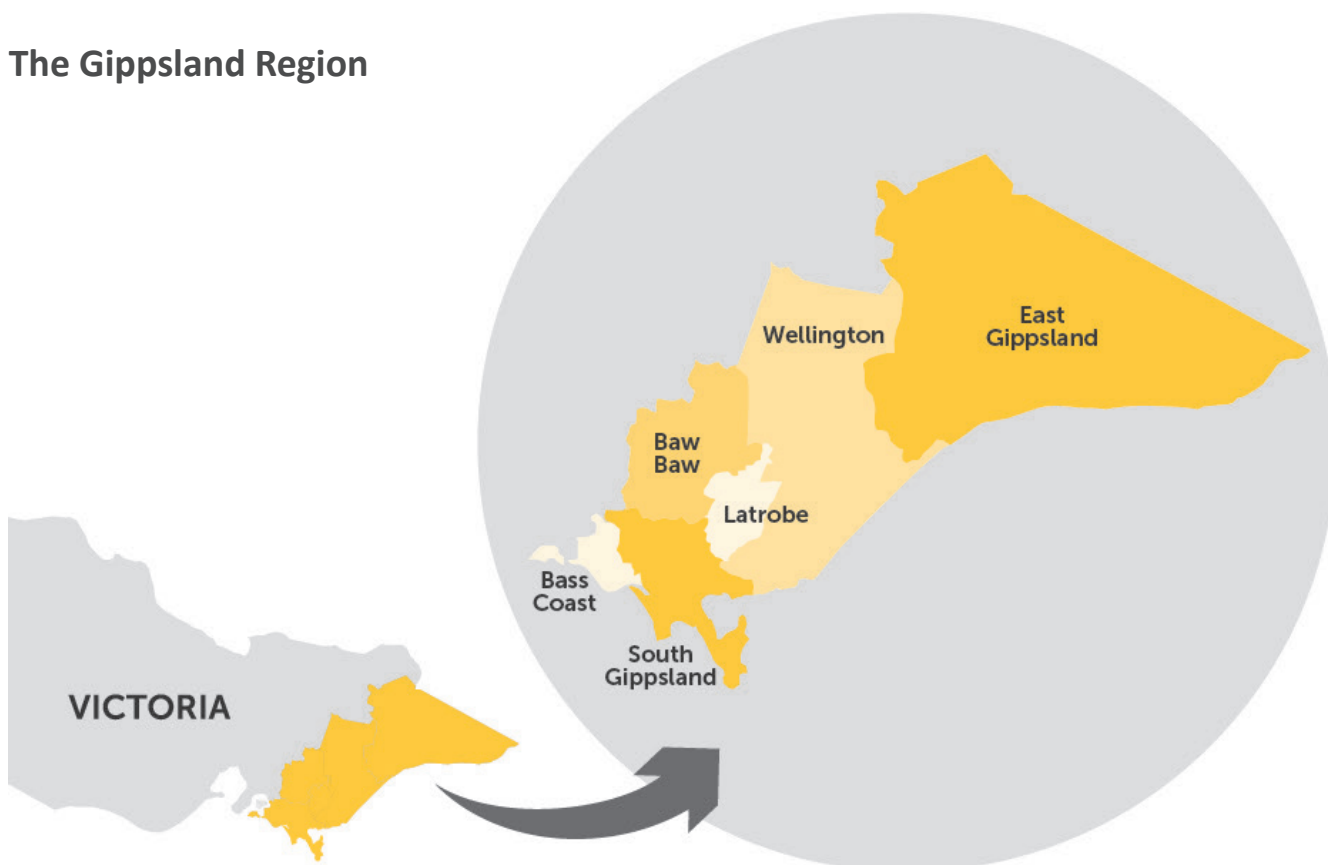 The Gippsland Region
East
Gippsland
Wellington
Baw
Baw
Latrobe
Bass
Coast
South
Gippsland
VICTORIA